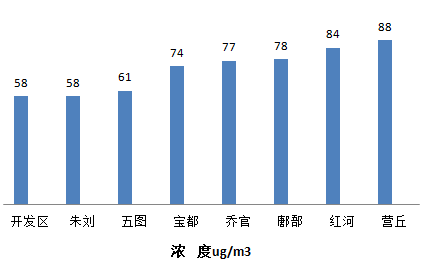 58 58 61 74 77 78 84 88
开发区 朱刘 五图 宝都 乔官 鄌郚 红河 营丘
浓 度ug/m3